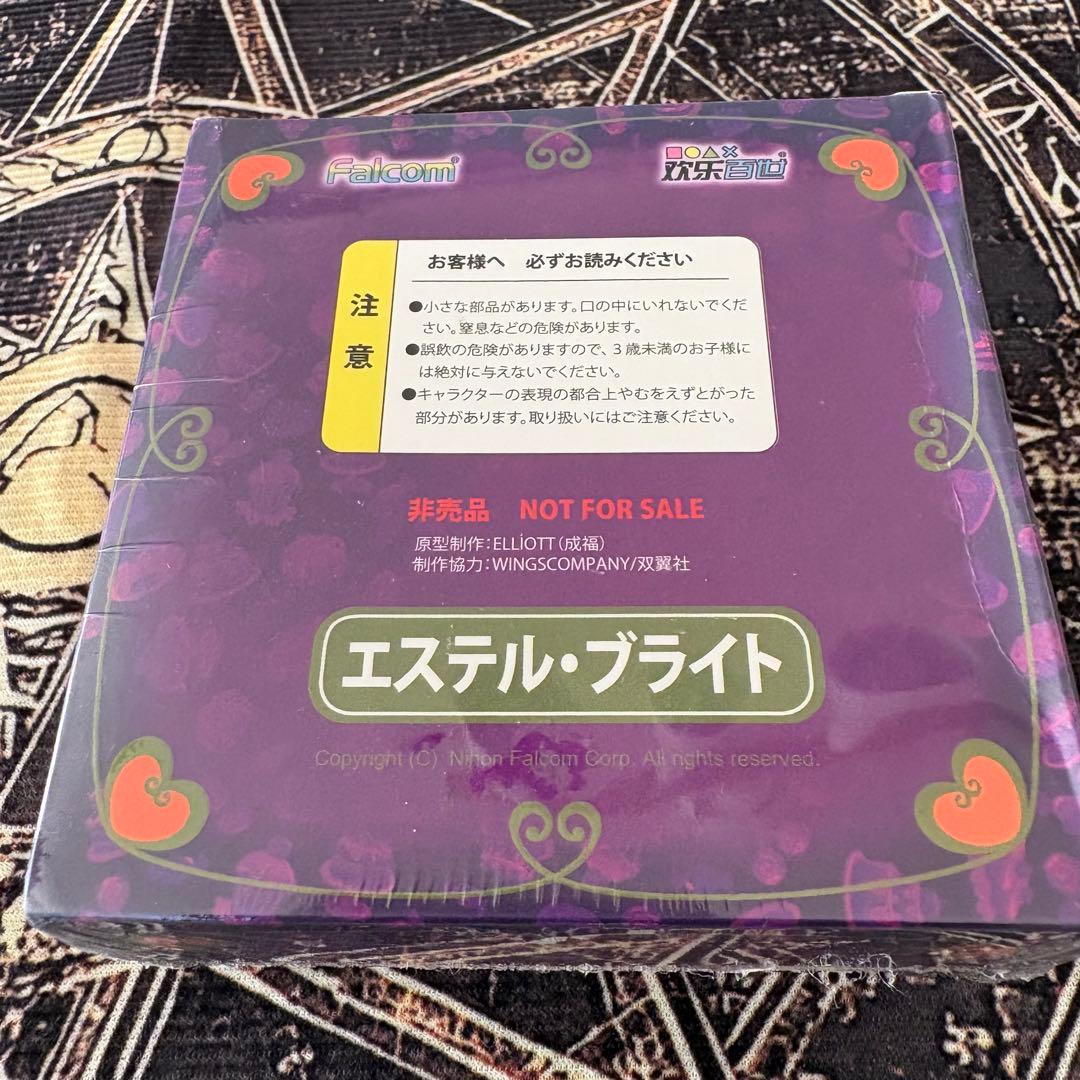 Falcom®
欢乐百世®
注意
お客様へ 必ずお読みください
●小さな部品があります。口の中にいれないでくだ
さい。窒息などの危険があります。
●誤飲の危険がありますので、3歳未満のお子様に
は絶対に与えないでください。
●キャラクターの表現の都合上やむをえずとがった
部分があります。取り扱いにはご注意ください。
非売品 NOT FOR SALE
原型制作:ELLiOTT(成福)
制作協力:WINGSCOMPANY/双翼社
エステル・ブライト
Copyright (C) Nihon Falcom Corp. All rights reserved.